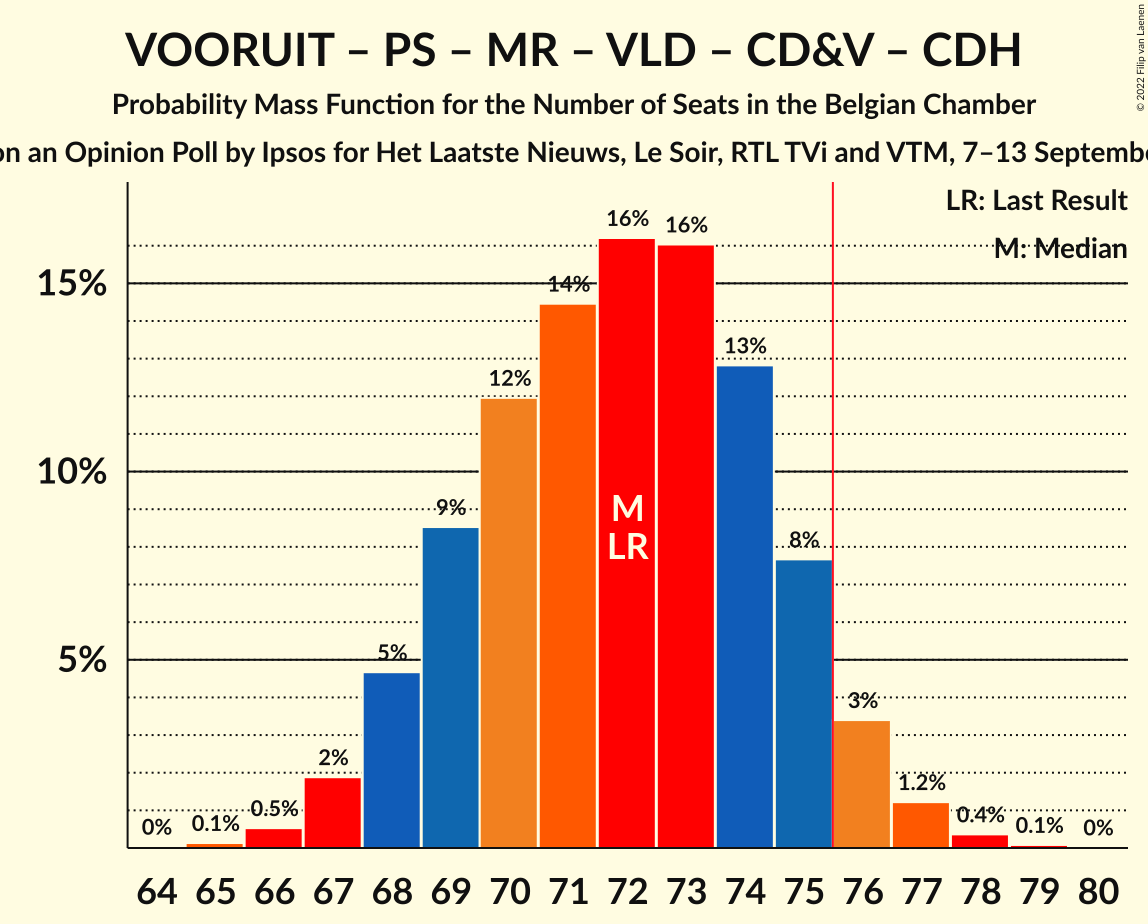 VOORUIT – PS – MR – VLD – CD&V – CDH
Probability Mass Function for the Number of Seats in the Belgian Chamber
on an Opinion Poll by Ipsos for Het Laatste Nieuws, Le Soir, RTL TVi and VTM, 7–13 Septembe
© 2022 Filip van Laenen
LR: Last Result
M: Median
15%
10%
5%
0%
0.1%
0.5%
2%
5%
9%
12%
14%
16%
16%
13%
8%
3%
1.2%
0.4%
0.1%
0%
M
LR
64 65 66 67 68 69 70 71 72 73 74 75 76 77 78 79 80